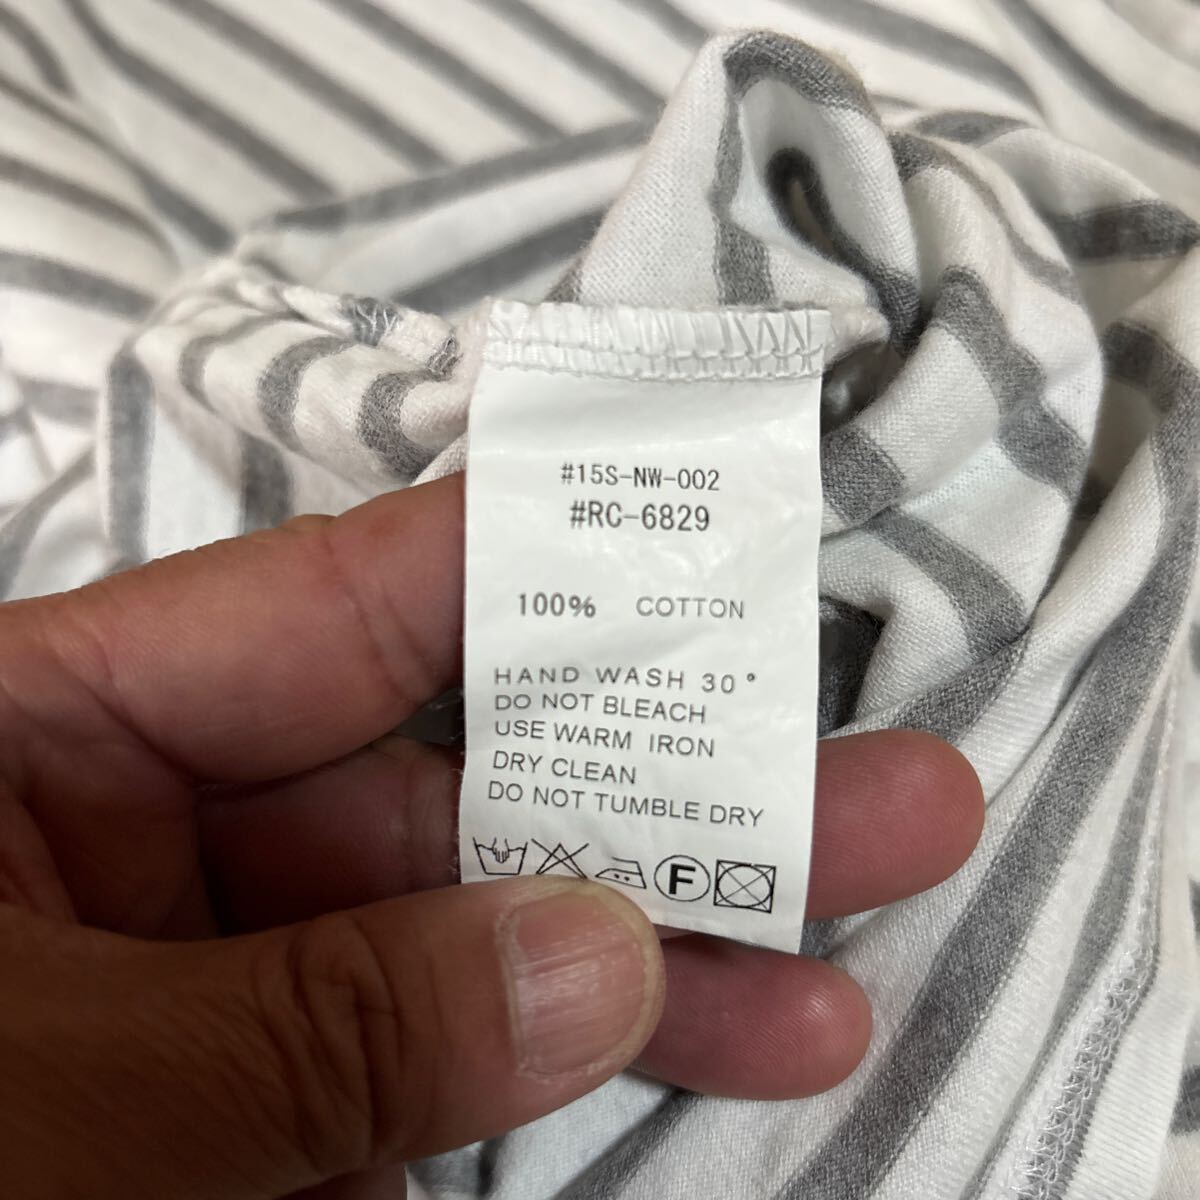 #15S-NW-002
#RC-6829
100% COTTON
HAND WASH 30°
DO NOT BLEACH
USE WARM IRON
DRY CLEAN
DO NOT TUMBLE DRY
F